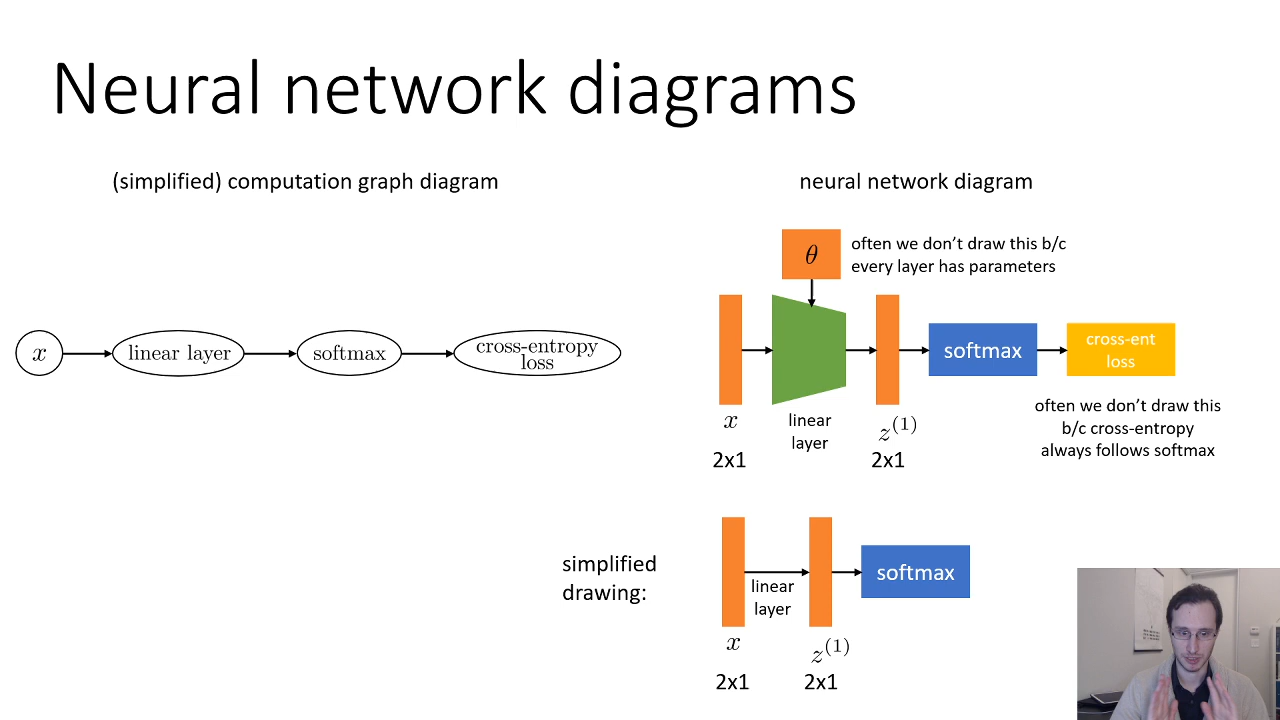 Neural network diagrams
(simplified) computation graph diagram
x
linear layer
softmax
cross-entropy
loss
neural network diagram
θ
often we don’t draw this b/c
every layer has parameters
softmax
cross-ent
loss
x
linear
layer
z^(1)
2x1
2x1
often we don’t draw this
b/c cross-entropy
always follows softmax
simplified
drawing:
linear
layer
softmax
x
z^(1)
2x1
2x1